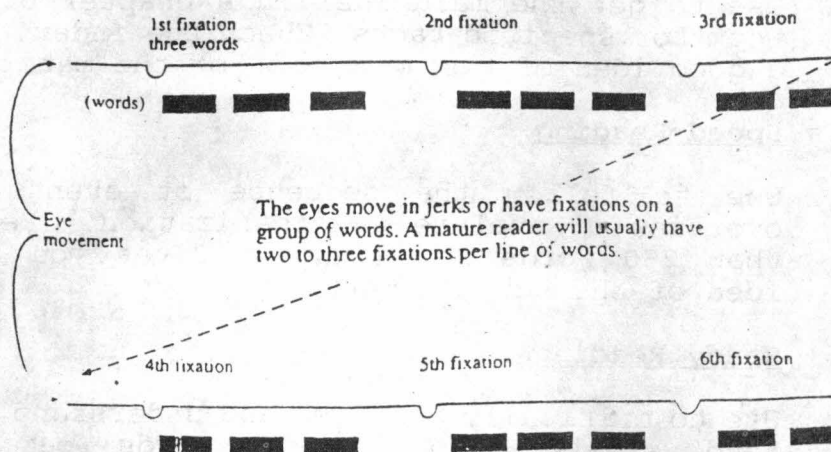 1st fixation
three words
2nd fixation
3rd fixation
(words)
Eye
movement
The eyes move in jerks or have fixations on a
group of words. A mature reader will usually have
two to three fixations per line of words.
4th fixation
5th fixation
6th fixation